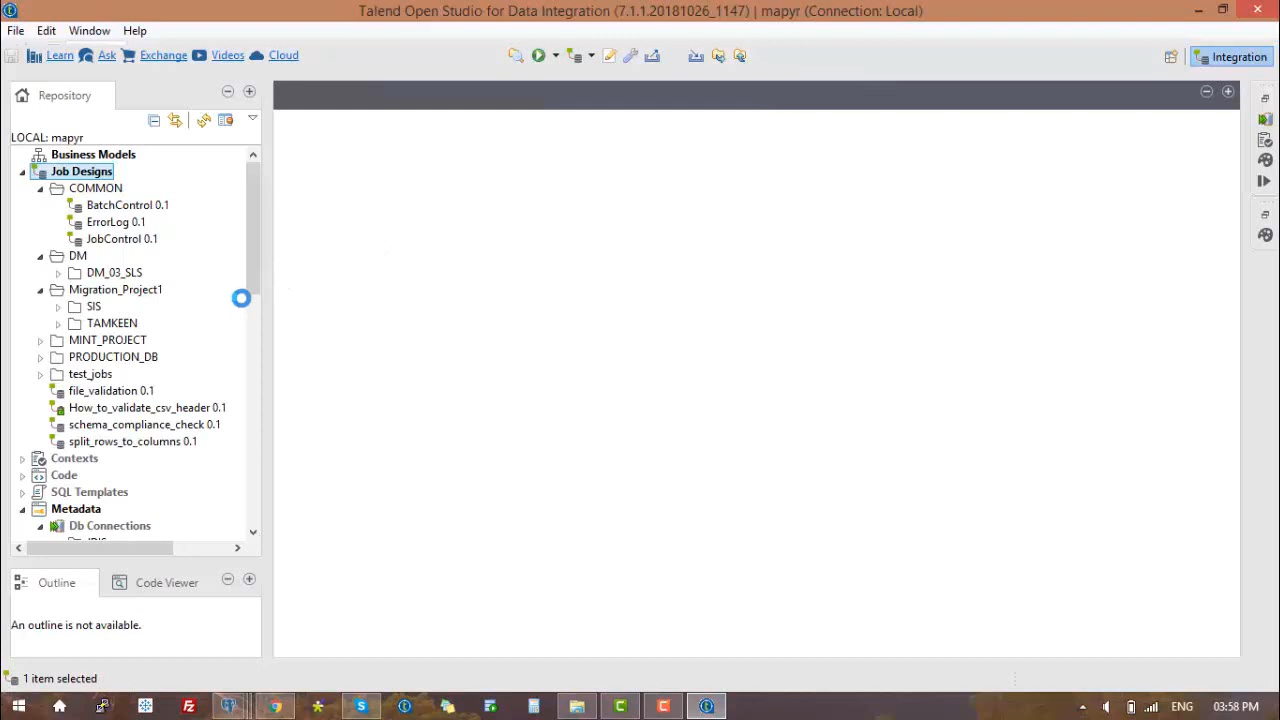 Talend Open Studio for Data Integration (7.1.1.20181026_1147) | mapyr (Connection: Local)
File Edit Window Help
Learn Ask Exchange Videos Cloud Integration
Repository
LOCAL: mapyr
Business Models
Job Designs
COMMON
BatchControl 0.1
ErrorLog 0.1
JobControl 0.1
DM
DM_03_SLS
Migration_Project1
SIS
TAMKEEN
MINT_PROJECT
PRODUCTION_DB
test_jobs
file_validation 0.1
How_to_validate_csv_header 0.1
schema_compliance_check 0.1
split_rows_to_columns 0.1
Contexts
Code
SQL Templates
Metadata
Db Connections
Outline Code Viewer
An outline is not available.
1 item selected
ENG 03:58 PM